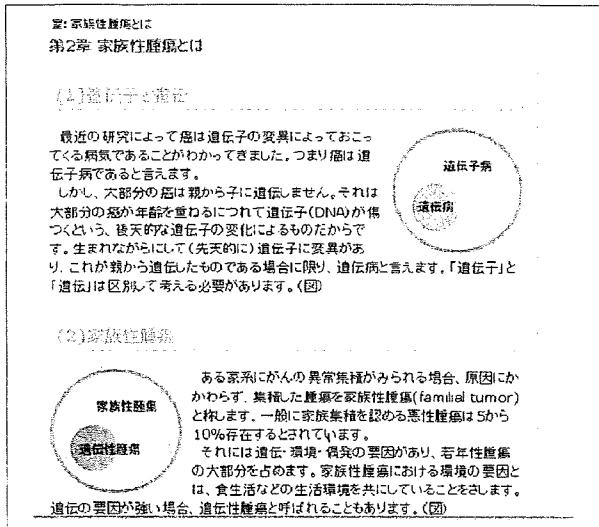 章: 家族性腫瘍とは
第2章 家族性腫瘍とは
(1)遺伝子と遺伝
最近の研究によって癌は遺伝子の変異によっておこっ
てくる病気であることがわかってきました。つまり癌は遺
伝子病であると言えます。
しかし、大部分の癌は親から子に遺伝しません。それは
大部分の癌が年齢を重ねるにつれて遺伝子(DNA)が傷
つくという、後天的な遺伝子の変化によるものだからで
す。生まれながらにして(先天的に)遺伝子に変異があ
り、これが親から遺伝したものである場合に限り、遺伝病と言えます。「遺伝子」と
「遺伝」は区別して考える必要があります。(図)
遺伝子病
遺伝病
(2)家族性腫瘍
ある家系にがんの異常集積がみられる場合、原因にか
かわらず、集積した腫瘍を家族性腫瘍(familial tumor)
と称します。一般に家族集積を認める悪性腫瘍は5から
10%存在するとされています。
それには遺伝・環境・偶発の要因があり、若年性腫瘍
の大部分を占めます。家族性腫瘍における環境の要因と
は、食生活などの生活環境を共にしていることをさします。
遺伝の要因が強い場合、遺伝性腫瘍と呼ばれることもあります。(図)
家族性腫瘍
遺伝性腫瘍